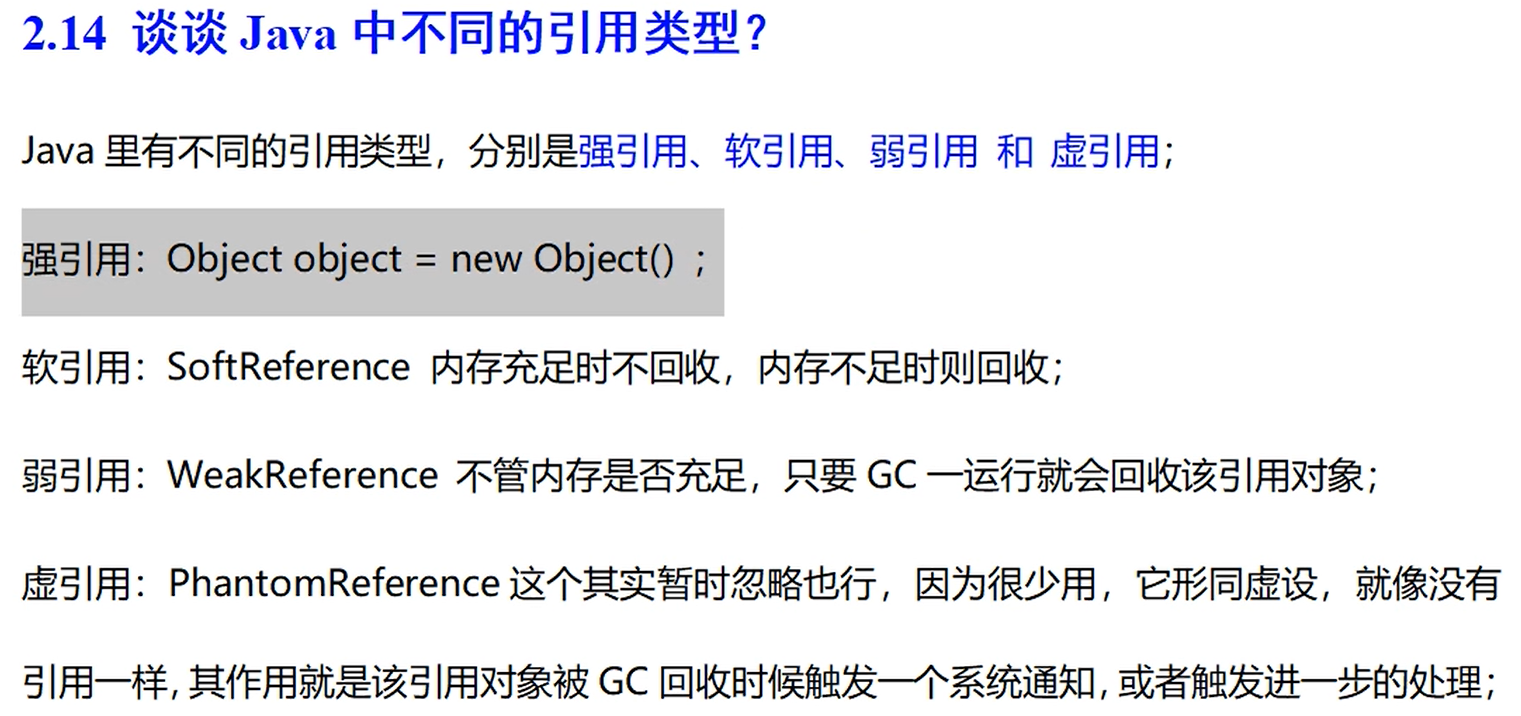 2.14 谈谈 Java 中不同的引用类型？
Java 里有不同的引用类型，分别是强引用、软引用、弱引用 和 虚引用；
强引用：Object object = new Object() ；
软引用：SoftReference 内存充足时不回收，内存不足时则回收；
弱引用：WeakReference 不管内存是否充足，只要 GC 一运行就会回收该引用对象；
虚引用：PhantomReference 这个其实暂时忽略也行，因为很少用，它形同虚设，就像没有
引用一样，其作用就是该引用对象被 GC 回收时候触发一个系统通知，或者触发进一步的处理；